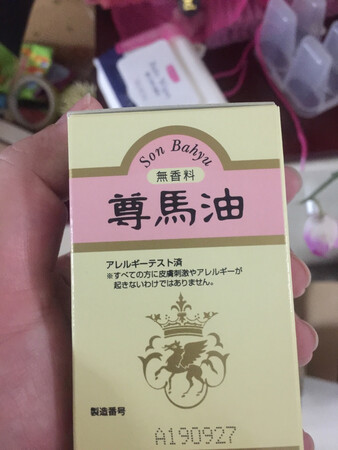 Son Bahyu
無香料
尊馬油
アレルギーテスト済
※すべての方に皮膚刺激やアレルギーが
起きないわけではありません。
製造番号
A190927